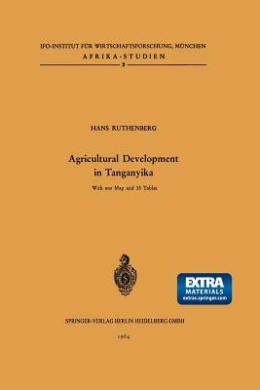 IFO-INSTITUT FÜR WIRTSCHAFTSFORSCHUNG, MÜNCHEN
AFRIKA-STUDIEN
2
HANS RUTHENBERG
Agricultural Development
in Tanganyika
With one Map and 35 Tables
EXTRA
MATERIALS
extras.springer.com
SPRINGER-VERLAG BERLIN HEIDELBERG GMBH
1964